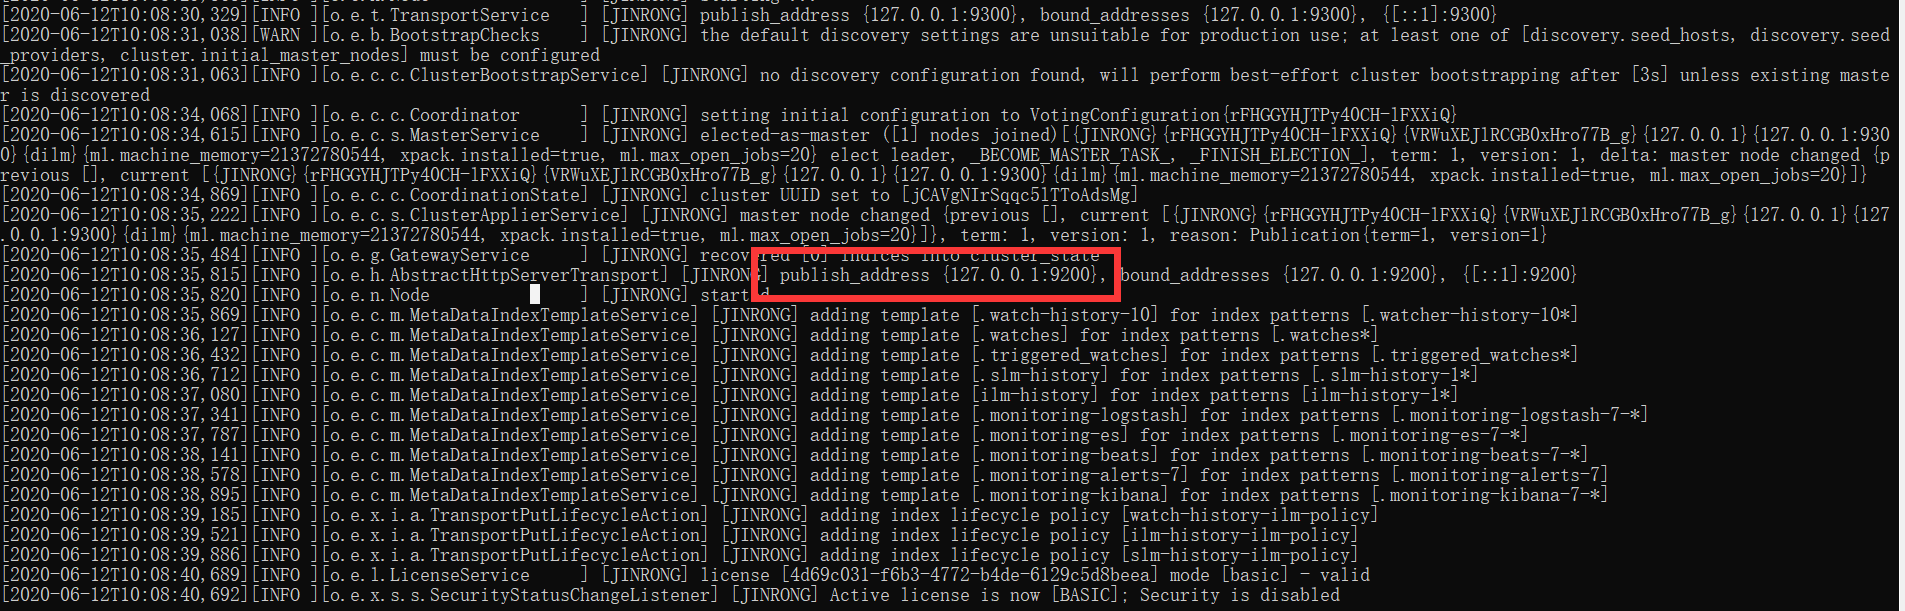 [2020-06-12T10:08:30,329][INFO ][o.e.t.TransportService   ] [JINRONG] publish_address {127.0.0.1:9300}, bound_addresses {127.0.0.1:9300}, {[::1]:9300}
[2020-06-12T10:08:31,038][WARN ][o.e.b.BootstrapChecks    ] [JINRONG] the default discovery settings are unsuitable for production use; at least one of [discovery.seed_hosts, discovery.seed
_providers, cluster.initial_master_nodes] must be configured
[2020-06-12T10:08:31,063][INFO ][o.e.c.c.ClusterBootstrapService] [JINRONG] no discovery configuration found, will perform best-effort cluster bootstrapping after [3s] unless existing maste
r is discovered
[2020-06-12T10:08:34,068][INFO ][o.e.c.c.Coordinator      ] [JINRONG] setting initial configuration to VotingConfiguration{rFHGGYHJTPy40CH-lFXXiQ}
[2020-06-12T10:08:34,615][INFO ][o.e.c.s.MasterService    ] [JINRONG] elected-as-master ([1] nodes joined)[{JINRONG}{rFHGGYHJTPy40CH-lFXXiQ}{VRWuXEJlRCGB0xHro77B_g}{127.0.0.1}{127.0.0.1:930
0}{dilm}{ml.machine_memory=21372780544, xpack.installed=true, ml.max_open_jobs=20} elect leader, _BECOME_MASTER_TASK_, _FINISH_ELECTION_], term: 1, version: 1, delta: master node changed {p
revious [], current [{JINRONG}{rFHGGYHJTPy40CH-lFXXiQ}{VRWuXEJlRCGB0xHro77B_g}{127.0.0.1}{127.0.0.1:9300}{dilm}{ml.machine_memory=21372780544, xpack.installed=true, ml.max_open_jobs=20}]}
[2020-06-12T10:08:34,869][INFO ][o.e.c.c.CoordinationState] [JINRONG] cluster UUID set to [jCAVgNIrSqqc5lTToAdsMg]
[2020-06-12T10:08:35,222][INFO ][o.e.c.s.ClusterApplierService] [JINRONG] master node changed {previous [], current [{JINRONG}{rFHGGYHJTPy40CH-lFXXiQ}{VRWuXEJlRCGB0xHro77B_g}{127.0.0.1}{127
.0.0.1:9300}{dilm}{ml.machine_memory=21372780544, xpack.installed=true, ml.max_open_jobs=20}]}, term: 1, version: 1, reason: Publication{term=1, version=1}
[2020-06-12T10:08:35,484][INFO ][o.e.g.GatewayService     ] [JINRONG] recovered [0] indices into cluster_state
[2020-06-12T10:08:35,815][INFO ][o.e.h.AbstractHttpServerTransport] [JINRONG] publish_address {127.0.0.1:9200}, bound_addresses {127.0.0.1:9200}, {[::1]:9200}
[2020-06-12T10:08:35,820][INFO ][o.e.n.Node               ] [JINRONG] started
[2020-06-12T10:08:35,869][INFO ][o.e.c.m.MetaDataIndexTemplateService] [JINRONG] adding template [.watch-history-10] for index patterns [.watcher-history-10*]
[2020-06-12T10:08:36,127][INFO ][o.e.c.m.MetaDataIndexTemplateService] [JINRONG] adding template [.watches] for index patterns [.watches*]
[2020-06-12T10:08:36,432][INFO ][o.e.c.m.MetaDataIndexTemplateService] [JINRONG] adding template [.triggered_watches] for index patterns [.triggered_watches*]
[2020-06-12T10:08:36,712][INFO ][o.e.c.m.MetaDataIndexTemplateService] [JINRONG] adding template [.slm-history] for index patterns [.slm-history-1*]
[2020-06-12T10:08:37,080][INFO ][o.e.c.m.MetaDataIndexTemplateService] [JINRONG] adding template [ilm-history] for index patterns [ilm-history-1*]
[2020-06-12T10:08:37,341][INFO ][o.e.c.m.MetaDataIndexTemplateService] [JINRONG] adding template [.monitoring-logstash] for index patterns [.monitoring-logstash-7-*]
[2020-06-12T10:08:37,787][INFO ][o.e.c.m.MetaDataIndexTemplateService] [JINRONG] adding template [.monitoring-es] for index patterns [.monitoring-es-7-*]
[2020-06-12T10:08:38,141][INFO ][o.e.c.m.MetaDataIndexTemplateService] [JINRONG] adding template [.monitoring-beats] for index patterns [.monitoring-beats-7-*]
[2020-06-12T10:08:38,578][INFO ][o.e.c.m.MetaDataIndexTemplateService] [JINRONG] adding template [.monitoring-alerts-7] for index patterns [.monitoring-alerts-7]
[2020-06-12T10:08:38,895][INFO ][o.e.c.m.MetaDataIndexTemplateService] [JINRONG] adding template [.monitoring-kibana] for index patterns [.monitoring-kibana-7-*]
[2020-06-12T10:08:39,185][INFO ][o.e.x.i.a.TransportPutLifecycleAction] [JINRONG] adding index lifecycle policy [watch-history-ilm-policy]
[2020-06-12T10:08:39,521][INFO ][o.e.x.i.a.TransportPutLifecycleAction] [JINRONG] adding index lifecycle policy [ilm-history-ilm-policy]
[2020-06-12T10:08:39,886][INFO ][o.e.x.i.a.TransportPutLifecycleAction] [JINRONG] adding index lifecycle policy [slm-history-ilm-policy]
[2020-06-12T10:08:40,689][INFO ][o.e.l.LicenseService     ] [JINRONG] license [4d69c031-f6b3-4772-b4de-6129c5d8beea] mode [basic] - valid
[2020-06-12T10:08:40,692][INFO ][o.e.x.s.s.SecurityStatusChangeListener] [JINRONG] Active license is now [BASIC]; Security is disabled